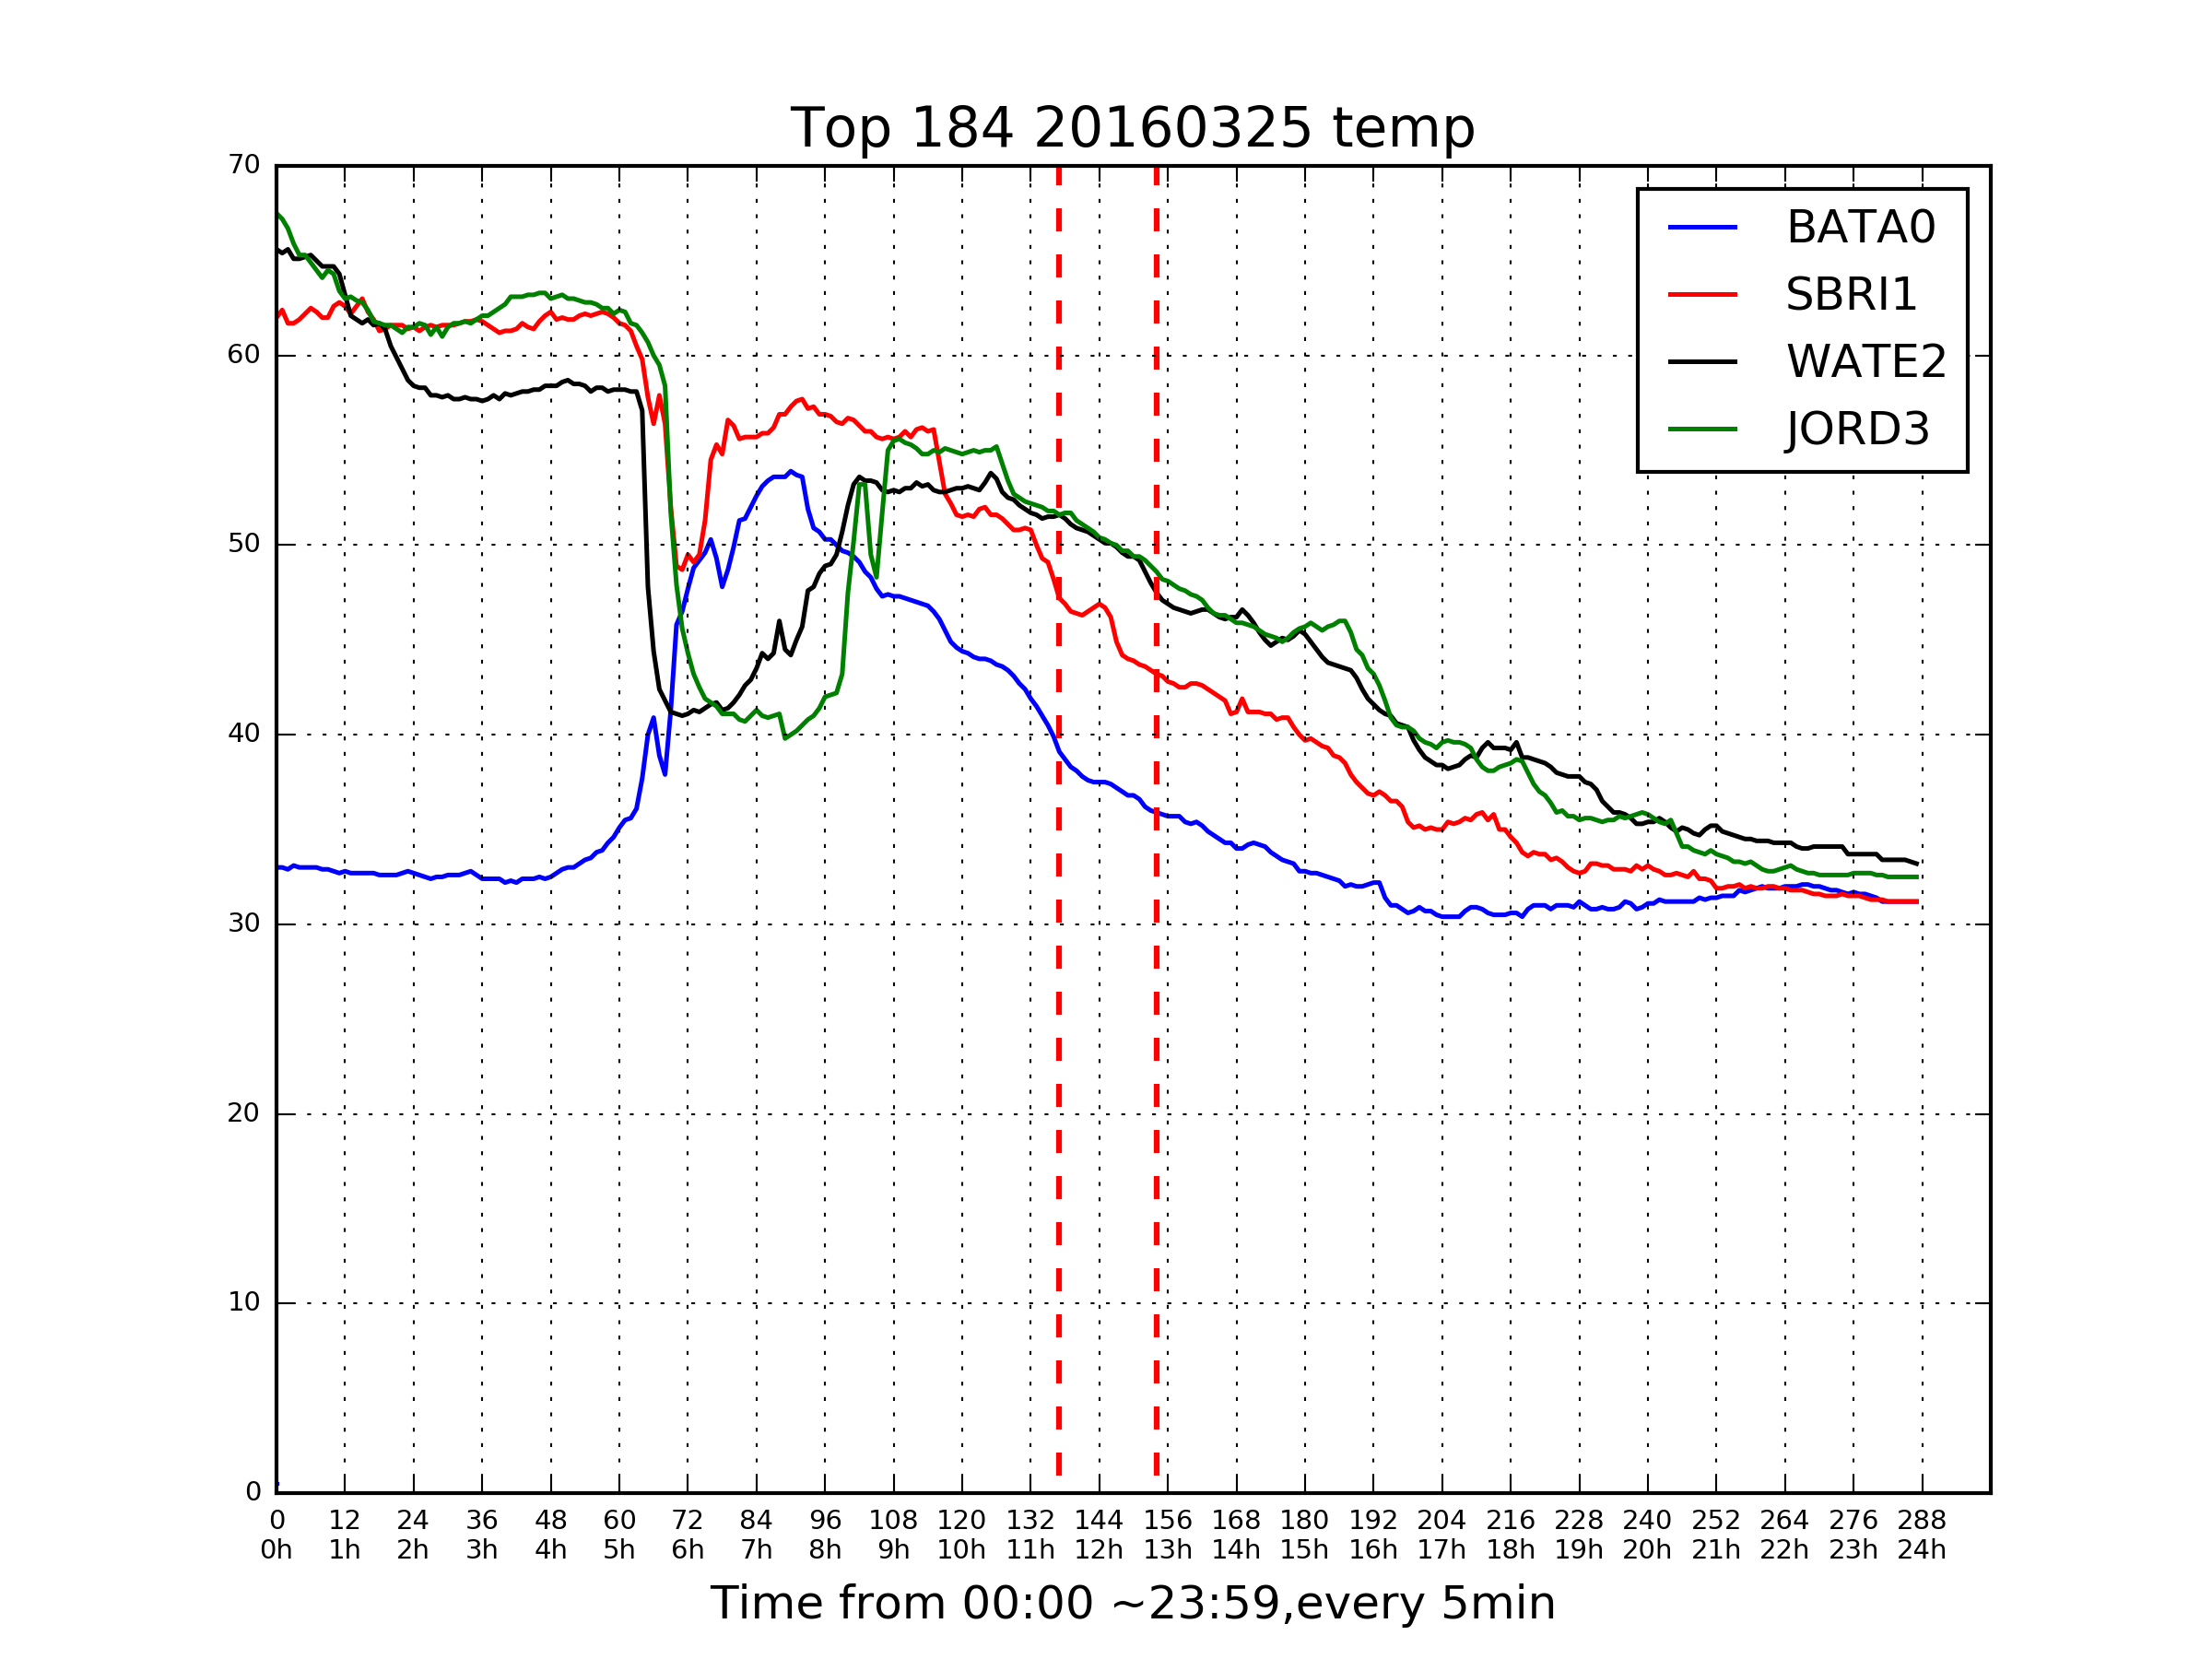 Top 184 20160325 temp
70
60
50
40
30
20
10
0
BATA0
SBRI1
WATE2
JORD3
0 12 24 36 48 60 72 84 96 108 120 132 144 156 168 180 192 204 216 228 240 252 264 276 288
0h 1h 2h 3h 4h 5h 6h 7h 8h 9h 10h 11h 12h 13h 14h 15h 16h 17h 18h 19h 20h 21h 22h 23h 24h
Time from 00:00 ~23:59,every 5min